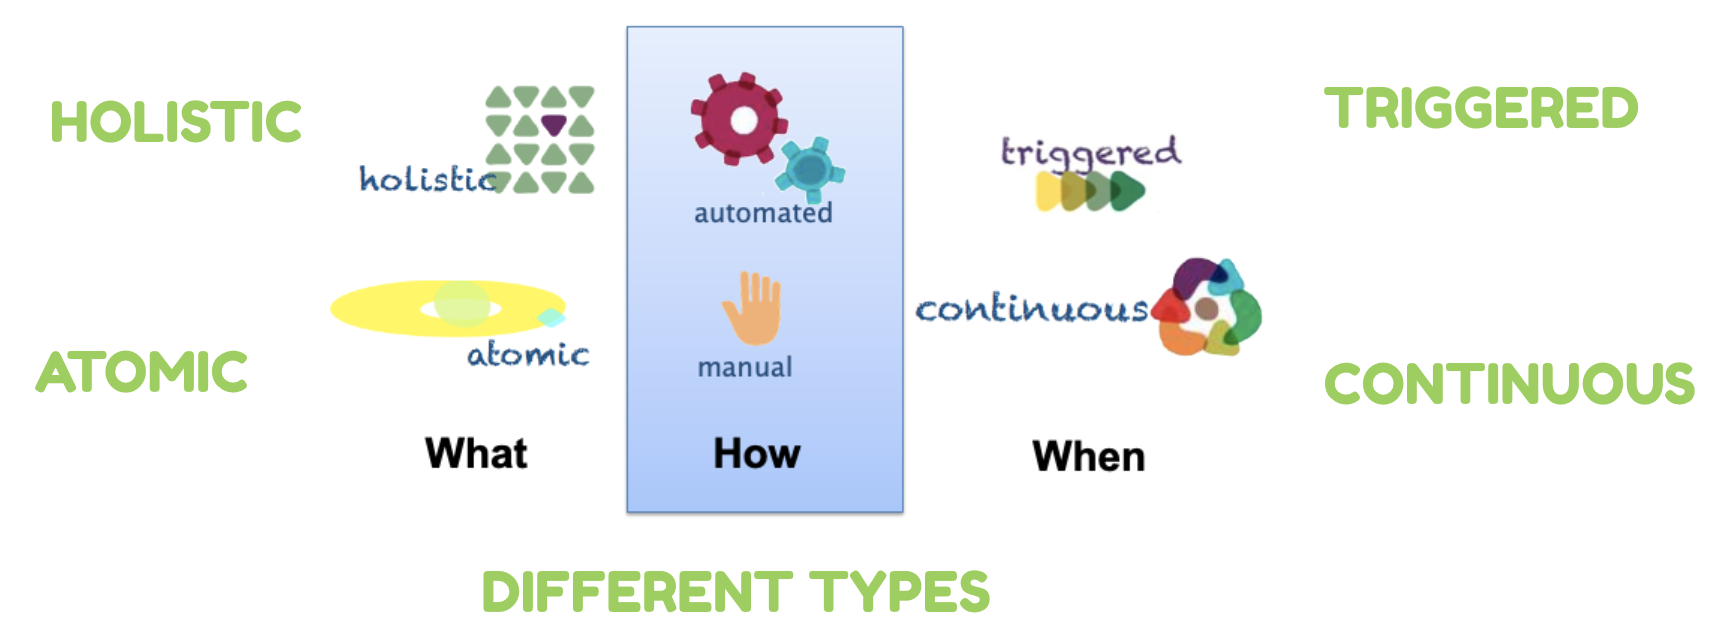 HOLISTIC
holistic
ATOMIC
atomic
What
automated
manual
How
triggered
continuous
When
TRIGGERED
CONTINUOUS
DIFFERENT TYPES